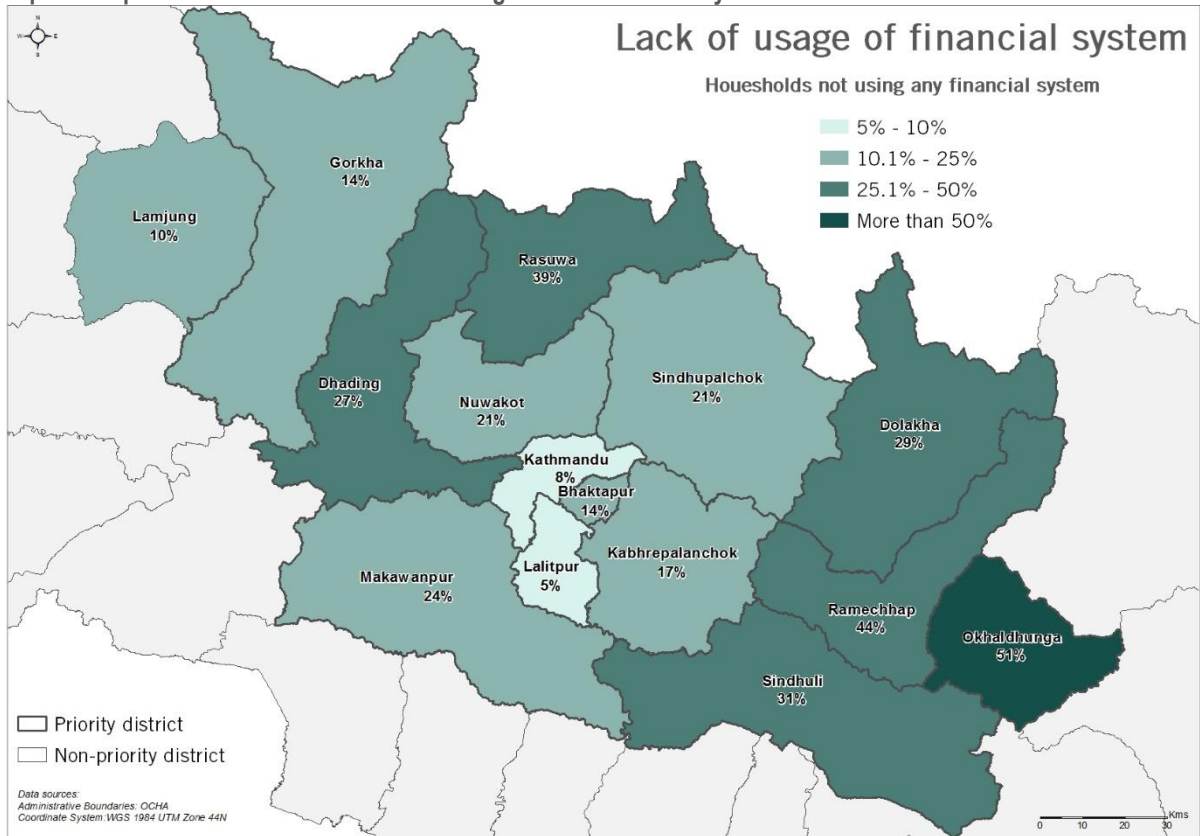 Lack of usage of financial system
Houesholds not using any financial system
5% - 10%
10.1% - 25%
25.1% - 50%
More than 50%
N
W
E
S
Gorkha
14%
Lamjung
10%
Rasuwa
39%
Dhading
27%
Nuwakot
21%
Sindhupalchok
21%
Dolakha
29%
Kathmandu
8%
Bhaktapur
14%
Kabhrepalanchok
17%
Lalitpur
5%
Makawanpur
24%
Ramechhap
44%
Okhaldhunga
51%
Sindhuli
31%
Priority district
Non-priority district
Data sources:
Administrative Boundaries: OCHA
Coordinate System:WGS 1984 UTM Zone 44N
Kms
0 10 20 30